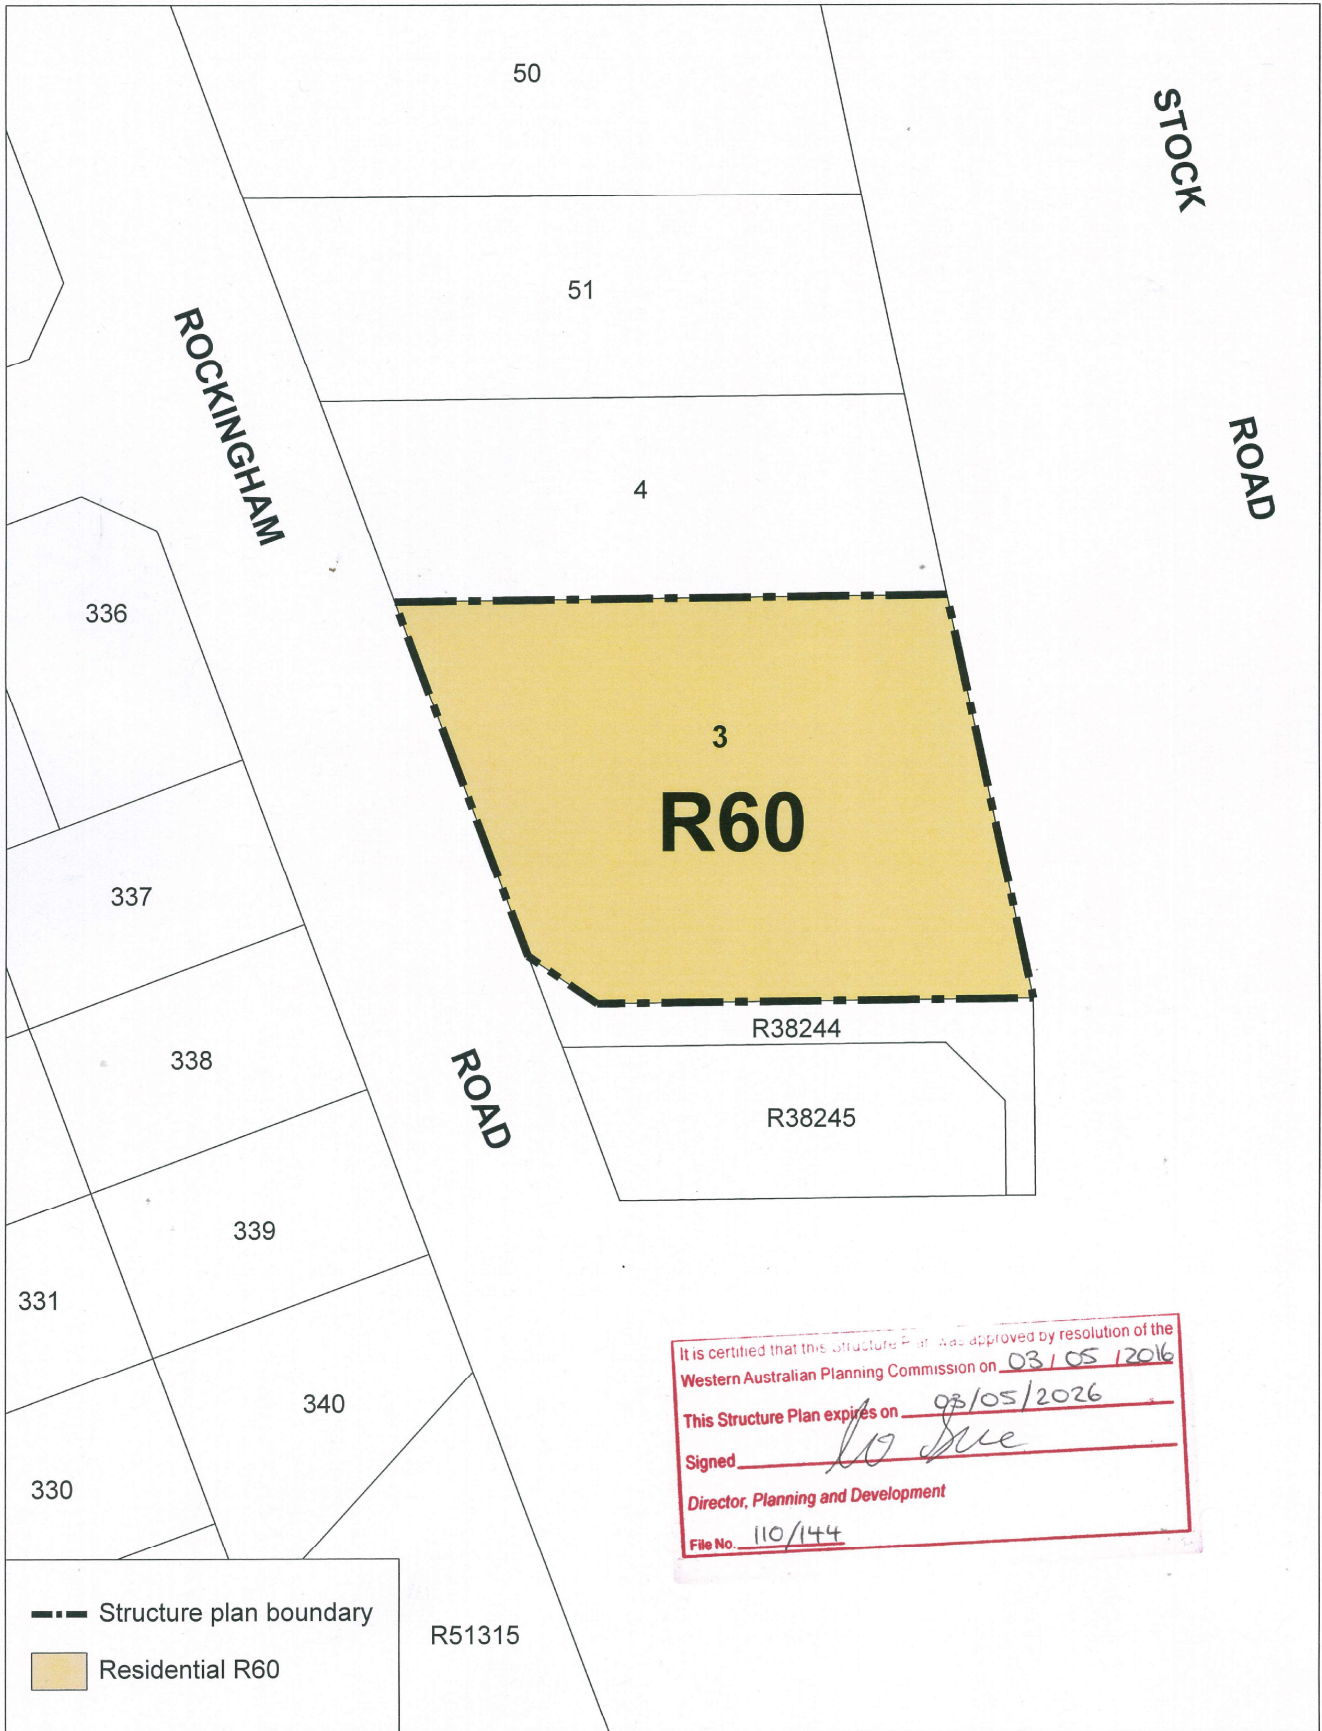 50
STOCK
51
ROCKINGHAM
ROAD
4
336
3
R60
337
R38244
338
ROAD
R38245
339
331
It is certified that this Structure Plan was approved by resolution of the
Western Australian Planning Commission on 03/05/2016
This Structure Plan expires on 03/05/2026
Signed
Director, Planning and Development
File No. 110/144
340
330
Structure plan boundary
R51315
Residential R60